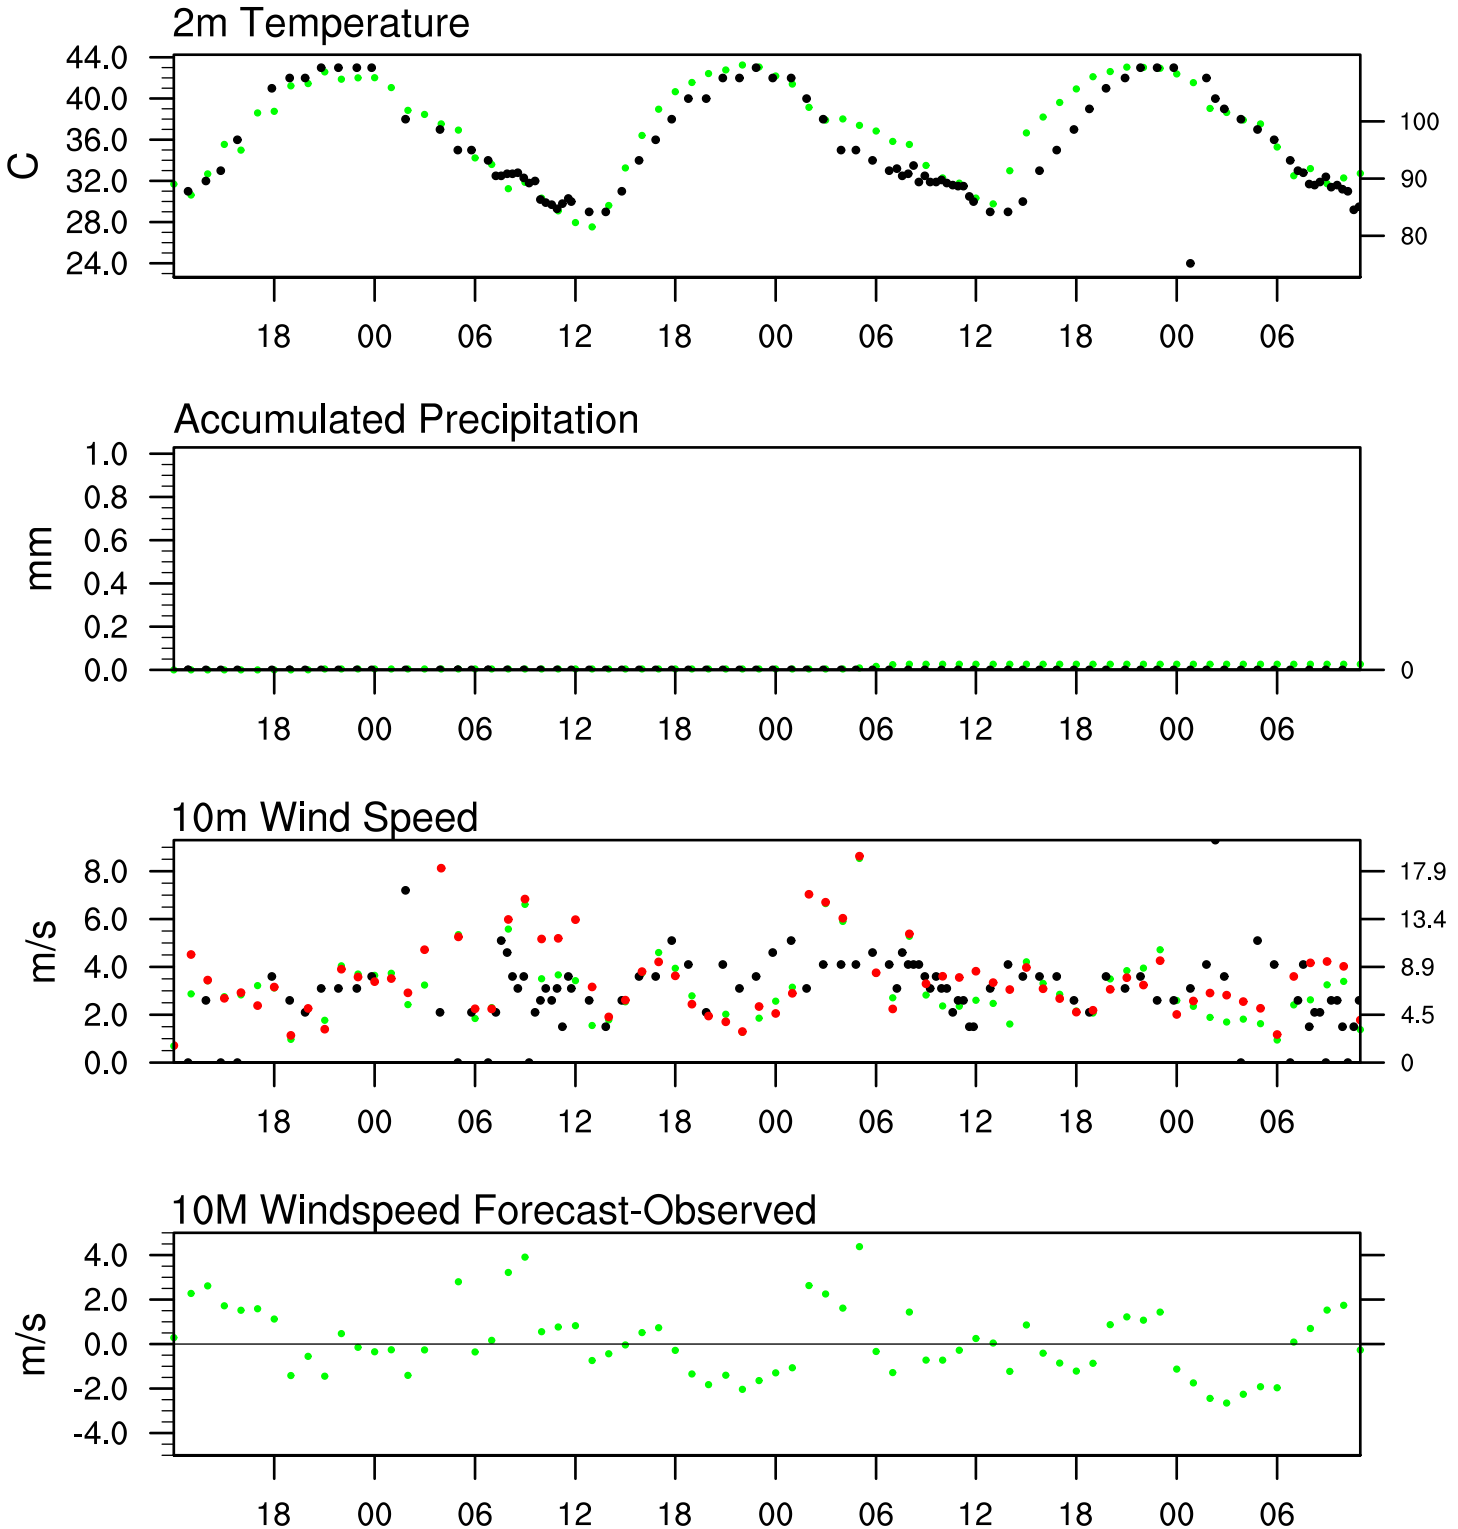 2m Temperature
44.0
40.0
36.0
32.0
28.0
24.0
C
100
90
80
18 00 06 12 18 00 06 12 18 00 06
Accumulated Precipitation
1.0
0.8
0.6
0.4
0.2
0.0
mm
0
18 00 06 12 18 00 06 12 18 00 06
10m Wind Speed
8.0
6.0
4.0
2.0
0.0
m/s
17.9
13.4
8.9
4.5
0
18 00 06 12 18 00 06 12 18 00 06
10M Windspeed Forecast-Observed
4.0
2.0
0.0
-2.0
-4.0
m/s
18 00 06 12 18 00 06 12 18 00 06